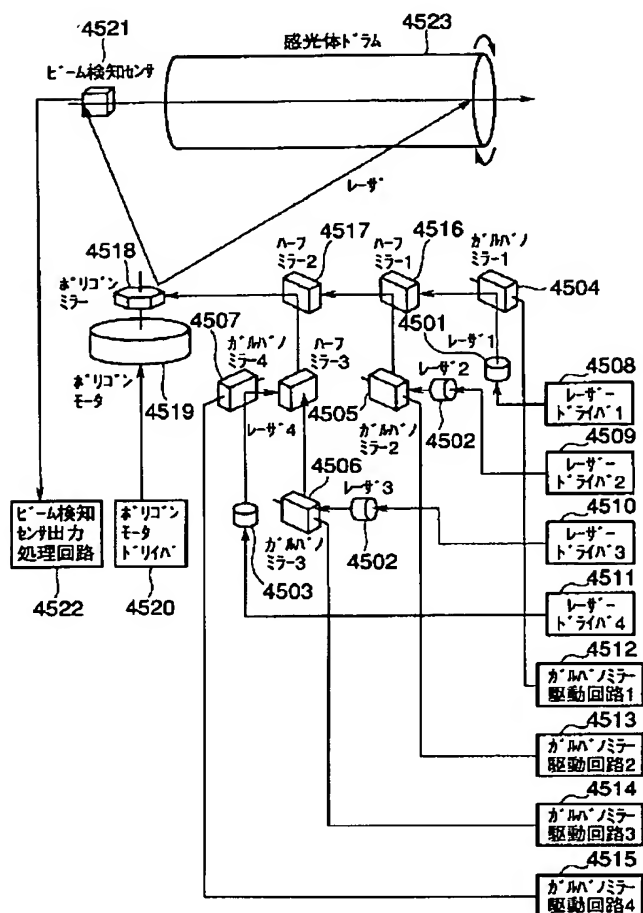 4521
ﾋﾞｰﾑ検知センサ
感光体ﾄﾞﾗﾑ
4523
ﾚｰｻﾞ
4518
ﾎﾟﾘｺﾞﾝ
ﾐﾗｰ
4519
ﾎﾟﾘｺﾞﾝ
ﾓｰﾀ
ﾊｰﾌ
ﾐﾗｰ2
4517
ﾊｰﾌ
ﾐﾗｰ1
4516
ｶﾞﾙﾊﾞﾉ
ﾐﾗｰ1
4504
4507
ｶﾞﾙﾊﾞﾉ
ﾐﾗｰ4
ﾊｰﾌ
ﾐﾗｰ3
4501
ﾚｰｻﾞ1
ﾚｰｻﾞ2
4502
4505
ｶﾞﾙﾊﾞﾉ
ﾐﾗｰ2
ﾚｰｻﾞ4
4506
ｶﾞﾙﾊﾞﾉ
ﾐﾗｰ3
ﾚｰｻﾞ3
4502
4503
4508
ﾚｰｻﾞｰ
ﾄﾞﾗｲﾊﾞ1
4509
ﾚｰｻﾞｰ
ﾄﾞﾗｲﾊﾞ2
4510
ﾚｰｻﾞｰ
ﾄﾞﾗｲﾊﾞ3
4511
ﾚｰｻﾞｰ
ﾄﾞﾗｲﾊﾞ4
ﾋﾞｰﾑ検知
センサ出力
処理回路
4522
ﾎﾟﾘｺﾞﾝ
ﾓｰﾀ
ﾄﾞﾘｲﾊﾞ
4520
4512
ｶﾞﾙﾊﾞﾉﾐﾗｰ
駆動回路1
4513
ｶﾞﾙﾊﾞﾉﾐﾗｰ
駆動回路2
4514
ｶﾞﾙﾊﾞﾉﾐﾗｰ
駆動回路3
4515
ｶﾞﾙﾊﾞﾉﾐﾗｰ
駆動回路4